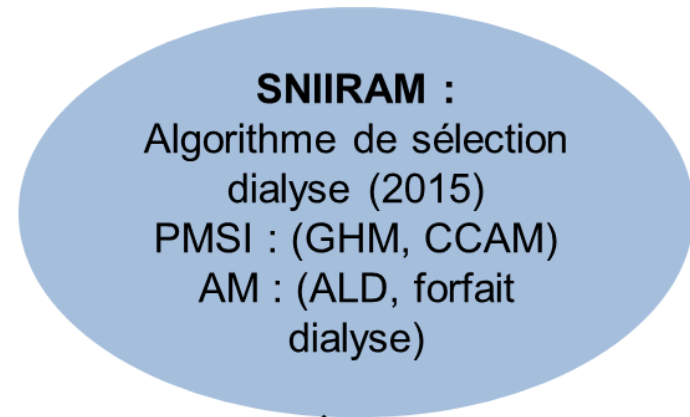 SNIIRAM :
Algorithme de sélection
dialyse (2015)
PMSI : (GHM, CCAM)
AM : (ALD, forfait
dialyse)